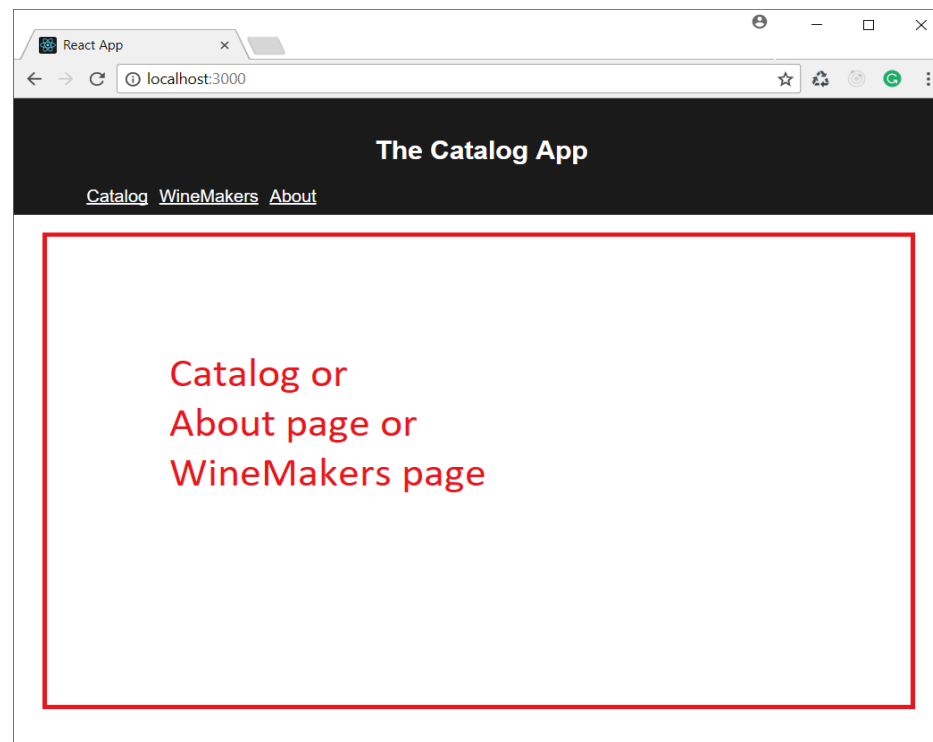 React App
localhost:3000
The Catalog App
Catalog WineMakers About
Catalog or
About page or
WineMakers page